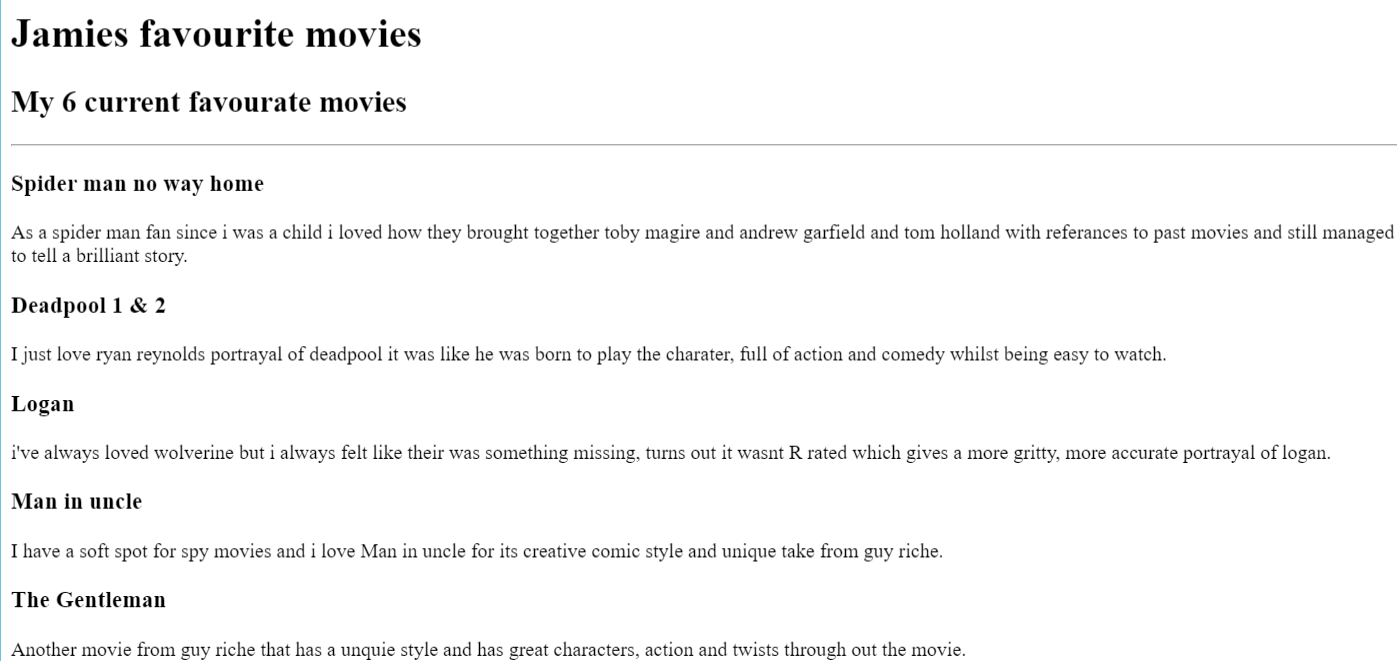 Jamies favourite movies
My 6 current favourate movies
Spider man no way home
As a spider man fan since i was a child i loved how they brought together toby magire and andrew garfield and tom holland with referances to past movies and still managed
to tell a brilliant story.
Deadpool 1 & 2
I just love ryan reynolds portrayal of deadpool it was like he was born to play the charater, full of action and comedy whilst being easy to watch.
Logan
i've always loved wolverine but i always felt like their was something missing, turns out it wasnt R rated which gives a more gritty, more accurate portrayal of logan.
Man in uncle
I have a soft spot for spy movies and i love Man in uncle for its creative comic style and unique take from guy riche.
The Gentleman
Another movie from guy riche that has a unquie style and has great characters, action and twists through out the movie.